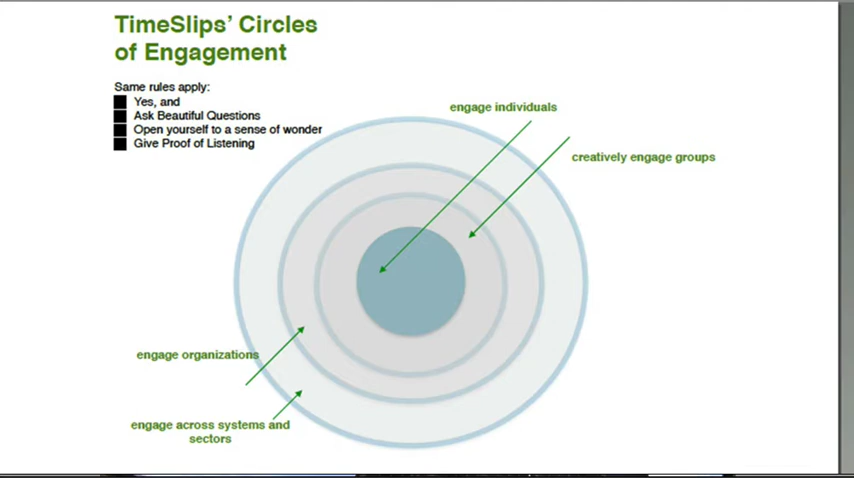 TimeSlips’ Circles
of Engagement
Same rules apply:
Yes, and
Ask Beautiful Questions
Open yourself to a sense of wonder
Give Proof of Listening
engage individuals
creatively engage groups
engage organizations
engage across systems and
sectors